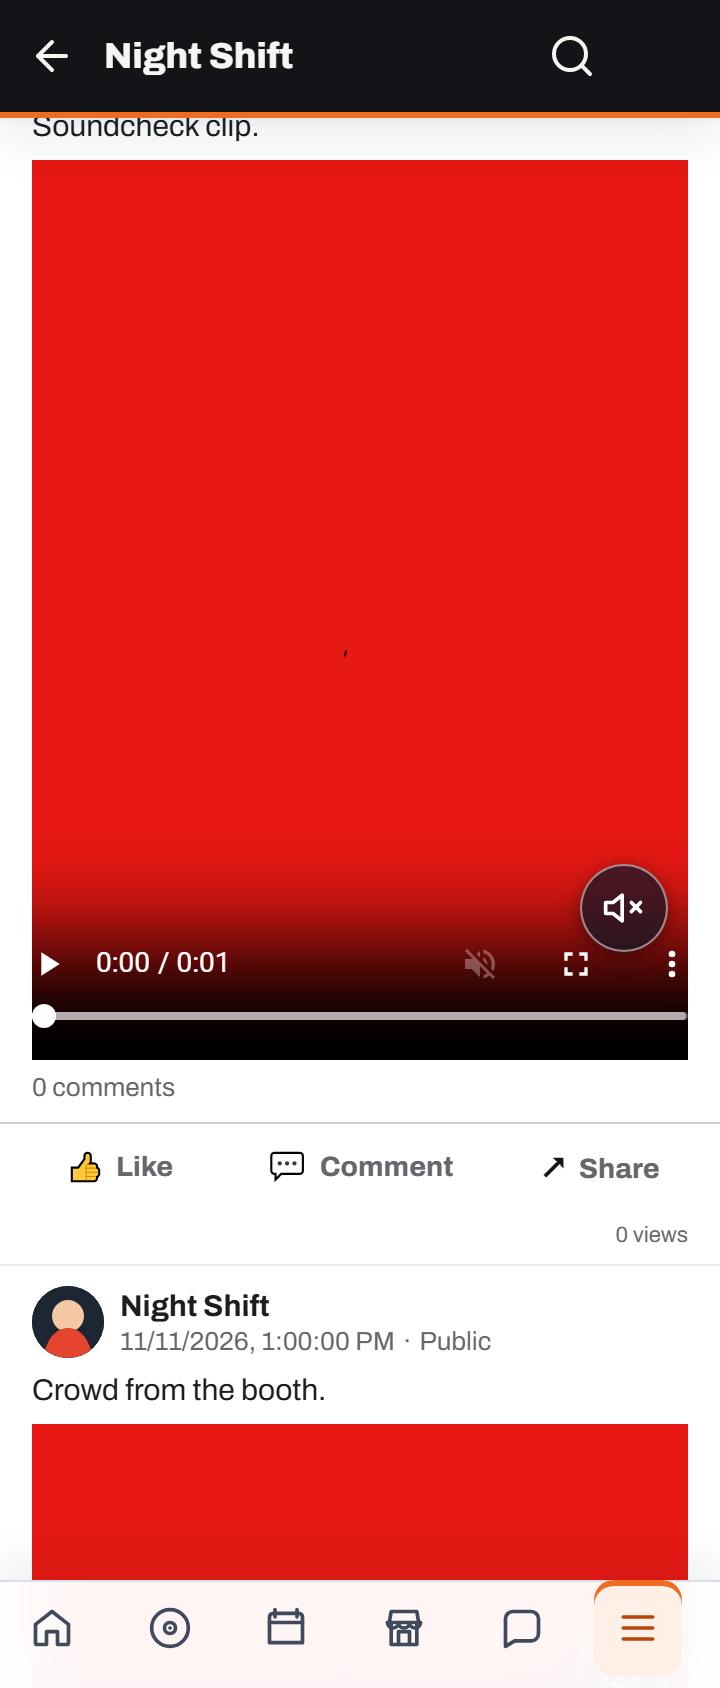 Night Shift
Soundcheck clip.
0:00 / 0:01
0 comments
👍 Like 💬 Comment ↗ Share
0 views
Night Shift
11/11/2026, 1:00:00 PM · Public
Crowd from the booth.